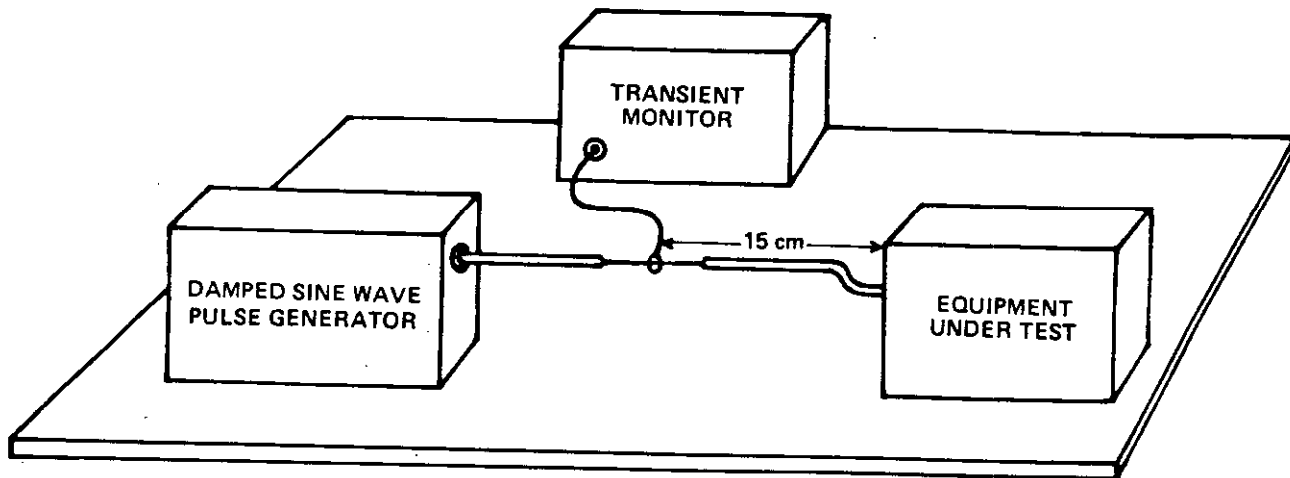 TRANSIENT
MONITOR
15 cm
DAMPED SINE WAVE
PULSE GENERATOR
EQUIPMENT
UNDER TEST